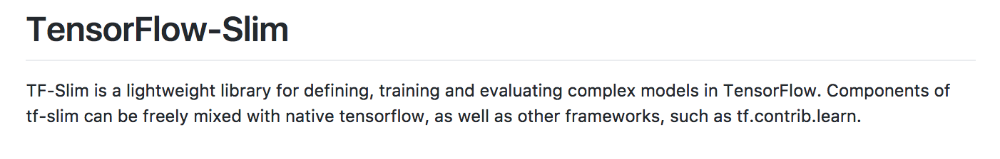 TensorFlow-Slim
TF-Slim is a lightweight library for defining, training and evaluating complex models in TensorFlow. Components of
tf-slim can be freely mixed with native tensorflow, as well as other frameworks, such as tf.contrib.learn.